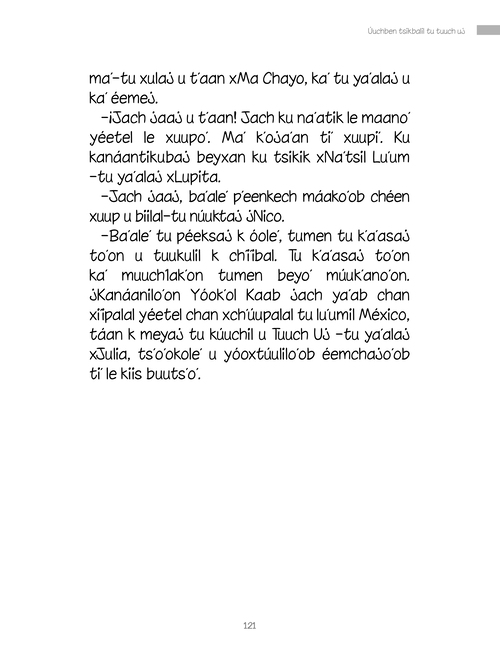 Úuchben tsikbalil tu tuuch uj
ma'-tu xulaj u t'aan xMa Chayo, ka' tu ya'alaj u
ka' éemej.
-¡Jach jaaj u t'aan! Jach ku na'atik le maano'
yéetel le xuupo'. Ma' k'oja'an ti' xuupi'. Ku
kanáantikubaj beyxan ku tsikik xNa'tsil Lu'um
-tu ya'alaj xLupita.
-Jach jaaj, ba'ale' p'eenkech máako'ob chéen
xuup u biilal-tu núuktaj jNico.
-Ba'ale' tu péeksaj k óole', tumen tu k'a'asaj
to'on u tuukulil k ch'i'ibal. Tu k'a'asaj to'on
ka' muuch1ak'on tumen beyo' múuk'ano'on.
jKanáanilo'on Yóok'ol Kaab jach ya'ab chan
xi'ipalal yéetel chan xch'úupalal tu lu'umil México,
táan k meyaj tu kúuchil u Tuuch Uj -tu ya'alaj
xJulia, ts'o'okole' u yóoxtúulilo'ob éemchajo'ob
ti' le kiis buuts'o'.
121